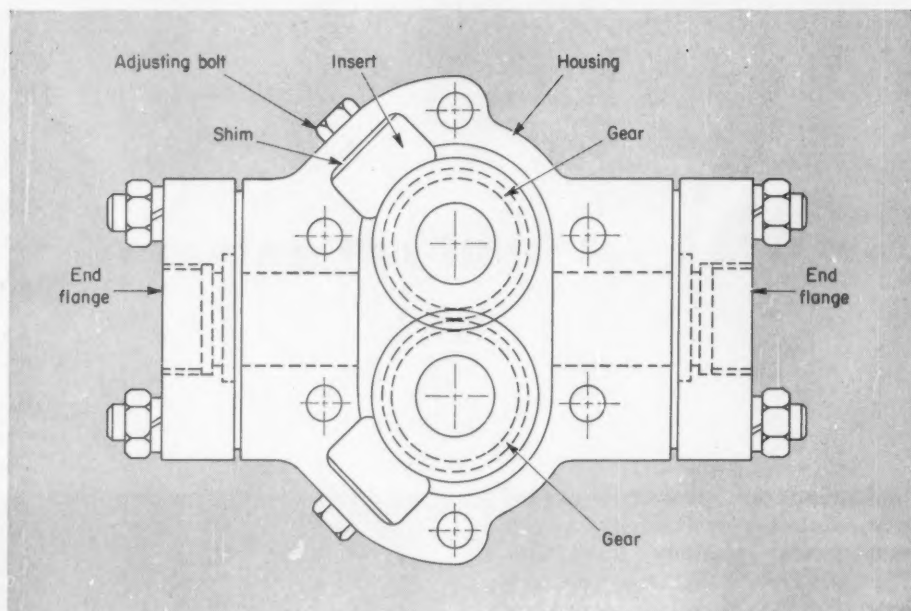 Adjusting bolt
Insert
Housing
Shim
Gear
End
flange
End
flange
Gear